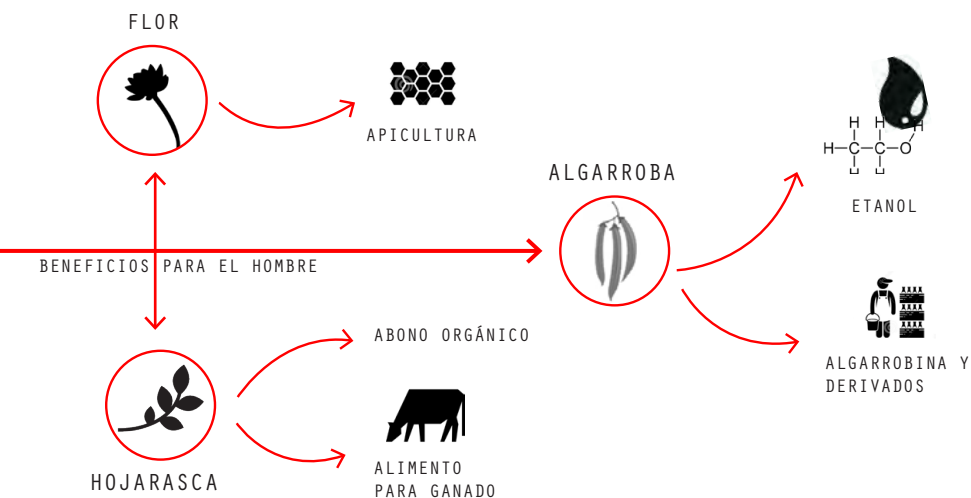 FLOR
APICULTURA
ALGARROBA
H H H
H-C-C-O
ETANOL
BENEFICIOS PARA EL HOMBRE
ABONO ORGÁNICO
ALGARROBINA Y
DERIVADOS
HOJARASCA
ALIMENTO
PARA GANADO